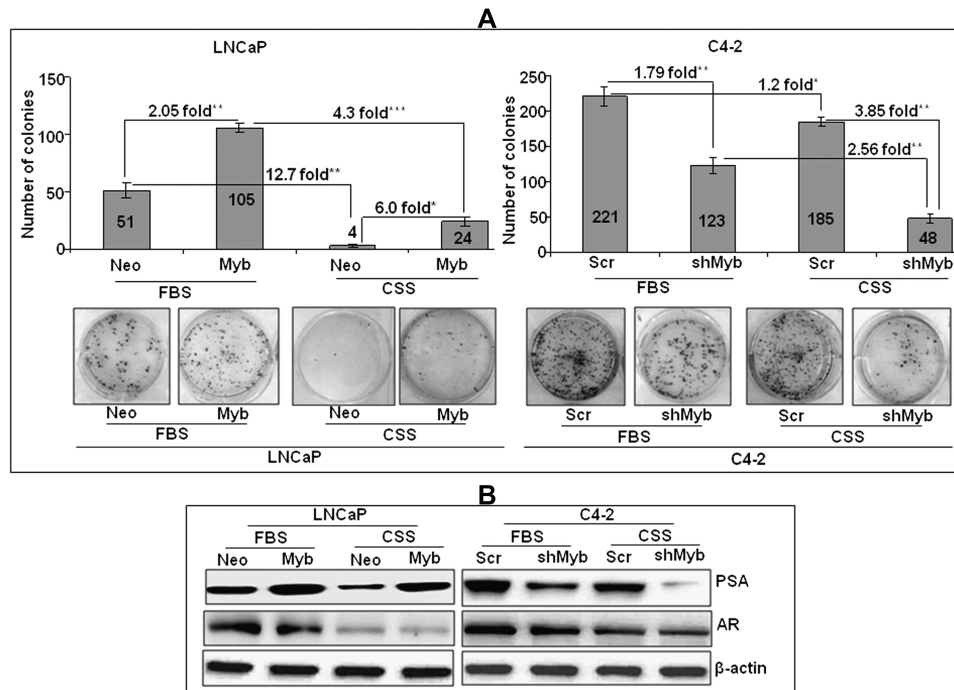 A
LNCaP
C4-2
Number of colonies
150
100
50
0
2.05 fold**
4.3 fold***
12.7 fold**
6.0 fold*
51
105
4
24
Neo
Myb
Neo
Myb
FBS
CSS
Number of colonies
250
200
150
100
50
0
1.79 fold**
1.2 fold*
3.85 fold**
2.56 fold**
221
123
185
48
Scr
shMyb
Scr
shMyb
FBS
CSS
Neo
Myb
Neo
Myb
FBS
CSS
LNCaP
Scr
shMyb
Scr
shMyb
FBS
CSS
C4-2
B
LNCaP
C4-2
FBS
CSS
FBS
CSS
Neo
Myb
Neo
Myb
Scr
shMyb
Scr
shMyb
PSA
AR
β-actin